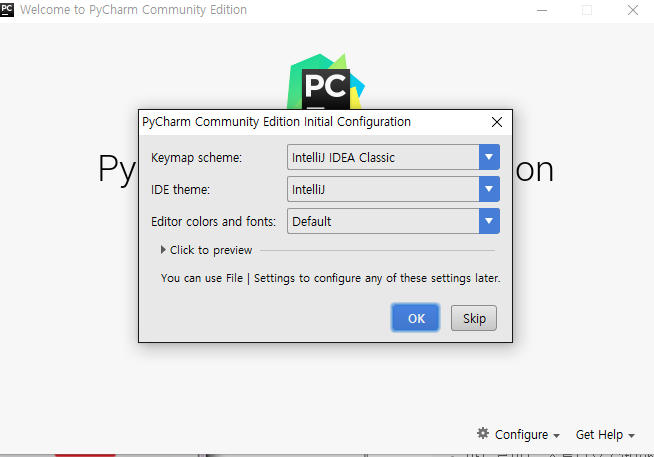 PC Welcome to PyCharm Community Edition
PC
PyCharm Community Edition Initial Configuration
Py
on
Keymap scheme: IntelliJ IDEA Classic
IDE theme: IntelliJ
Editor colors and fonts: Default
Click to preview
You can use File | Settings to configure any of these settings later.
OK Skip
Configure Get Help